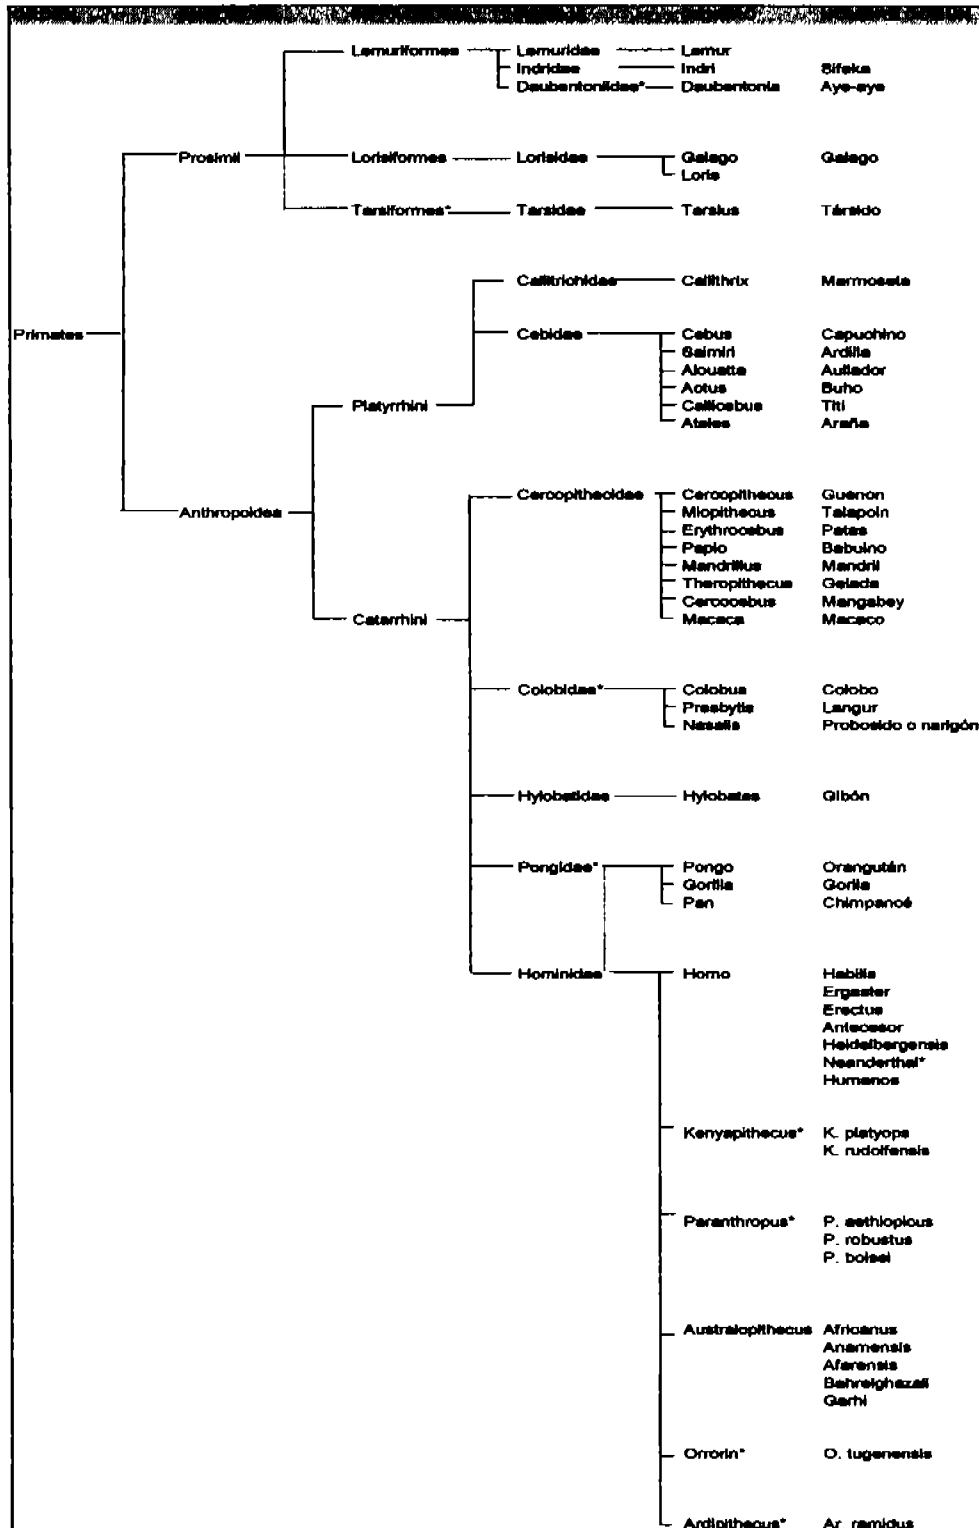 Lemuriformes Lemuridae Lemur
Indridae Indri Sifaka
Daubentoniidae* Daubentonia Aye-aye
Prosimii Lorisiformes Lorisidae Galago Galago
Loris
Tarsiformes* Tarsidae Tarsius Társido
Callitrichidae Callithrix Marmoseta
Primates Cebidae Cebus Capuchino
Saimiri Ardilla
Alouatta Aullador
Aotus Buho
Platyrrhini Callicebus Titi
Ateles Araña
Cercopithecidae Cercopithecus Guenon
Anthropoidea Miopithecus Talapoin
Erythrocebus Patas
Papio Babuino
Mandrillus Mandril
Theropithecus Gelada
Cercocebus Mangabey
Catarrhini Macaca Macaco
Colobidae* Colobus Colobo
Presbytis Langur
Nasalis Proboscido o narigón
Hylobatidae Hylobates Gibón
Pongidae* Pongo Orangután
Gorilla Gorila
Pan Chimpancé
Hominidae Homo Habilis
Ergaster
Erectus
Antecesor
Heidelbergensis
Neanderthal*
Humanos
Kenyapithecus* K. platyops
K. rudolfensis
Paranthropus* P. aethiopicus
P. robustus
P. boisei
Australopithecus Africanus
Anamensis
Afarensis
Bahrelghazali
Garhi
Orrorin* O. tugenensis
Ardipithecus* Ar. ramidus